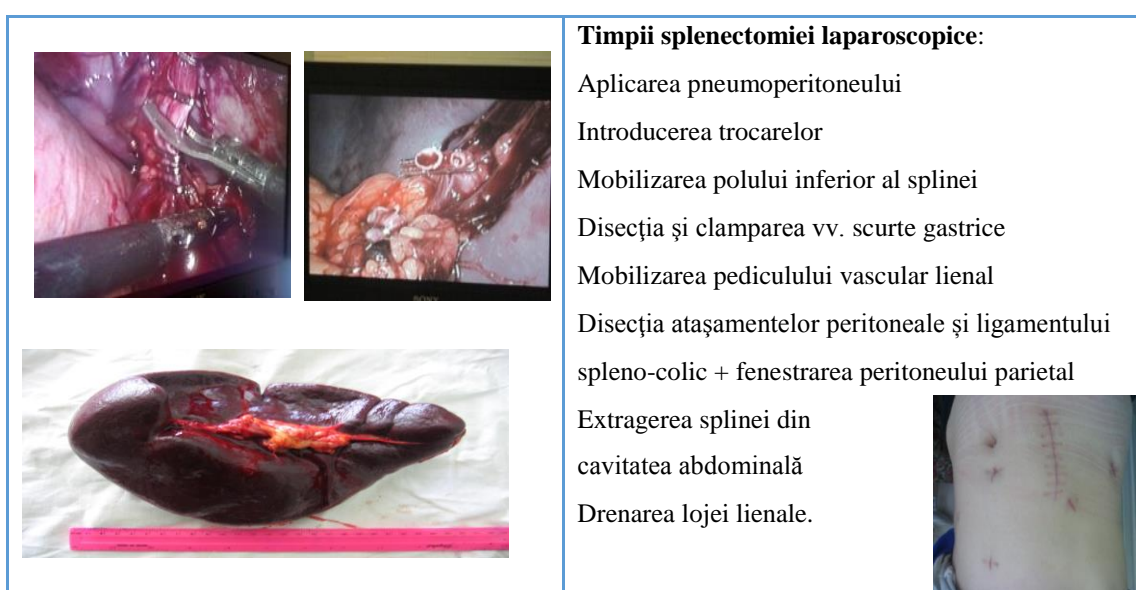 Timpii splenectomiei laparoscopice:
Aplicarea pneumoperitoneului
Introducerea trocarelor
Mobilizarea polului inferior al splinei
Disecţia şi clamparea vv. scurte gastrice
Mobilizarea pediculului vascular lienal
Disecţia ataşamentelor peritoneale și ligamentului
spleno-colic + fenestrarea peritoneului parietal
Extragerea splinei din
cavitatea abdominală
Drenarea lojei lienale.
SONY